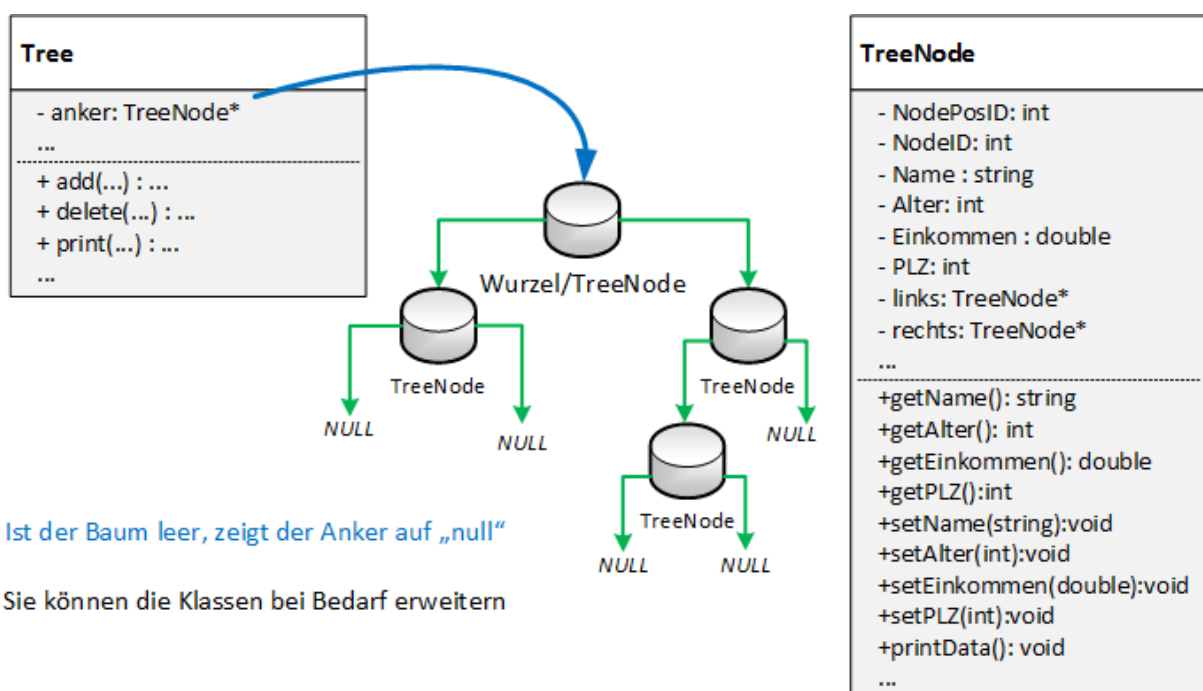 Tree
- anker: TreeNode*
...
+ add(...) : ...
+ delete(...) : ...
+ print(...) : ...
...
Wurzel/TreeNode
TreeNode
TreeNode
NULL
NULL
NULL
TreeNode
NULL
NULL
Ist der Baum leer, zeigt der Anker auf „null“
Sie können die Klassen bei Bedarf erweitern
TreeNode
- NodePosID: int
- NodeID: int
- Name : string
- Alter: int
- Einkommen : double
- PLZ: int
- links: TreeNode*
- rechts: TreeNode*
...
+getName(): string
+getAlter(): int
+getEinkommen(): double
+getPLZ():int
+setName(string):void
+setAlter(int):void
+setEinkommen(double):void
+setPLZ(int):void
+printData(): void
...